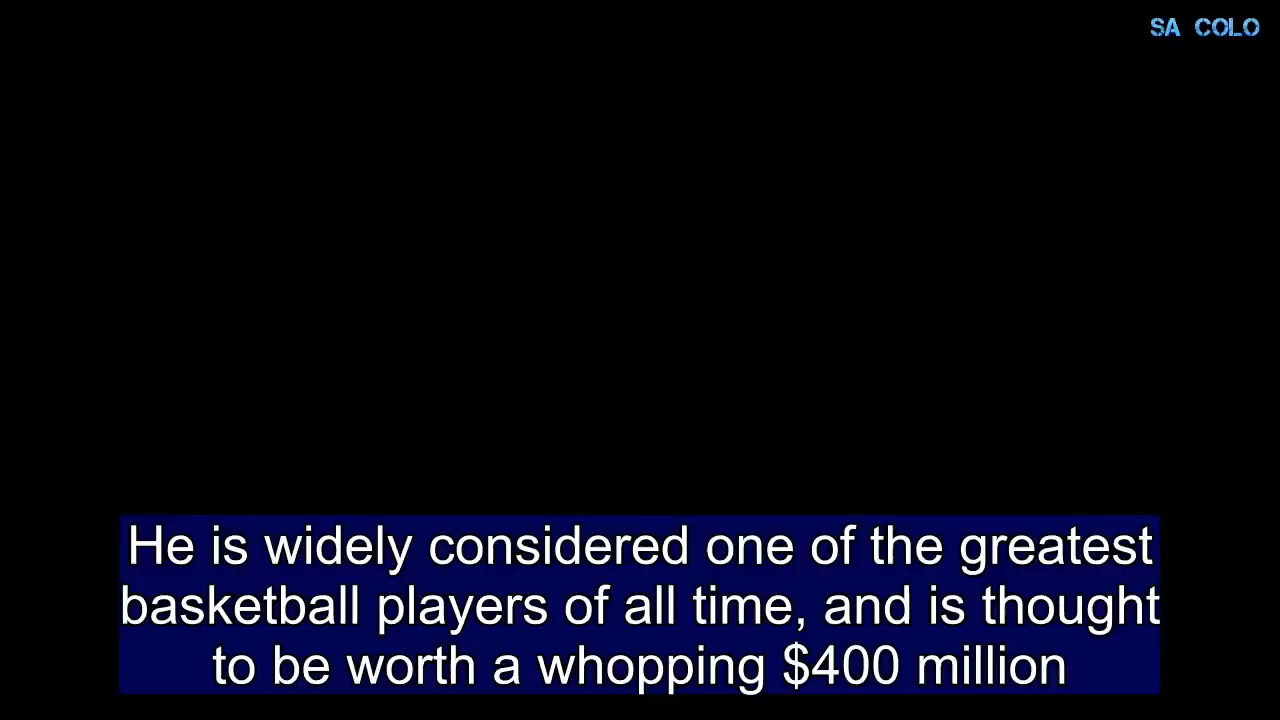 SA COLO
He is widely considered one of the greatest
basketball players of all time, and is thought
to be worth a whopping $400 million